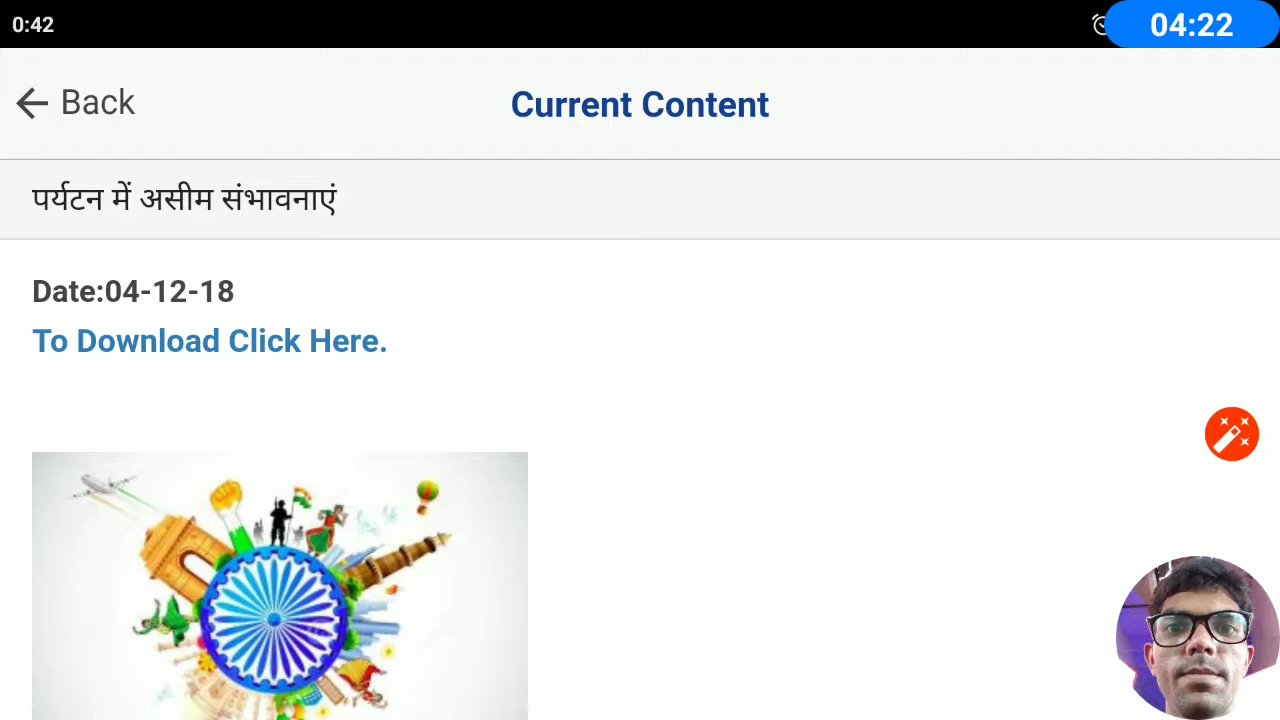 0:42
04:22
Back
Current Content
पर्यटन में असीम संभावनाएं
Date:04-12-18
To Download Click Here.